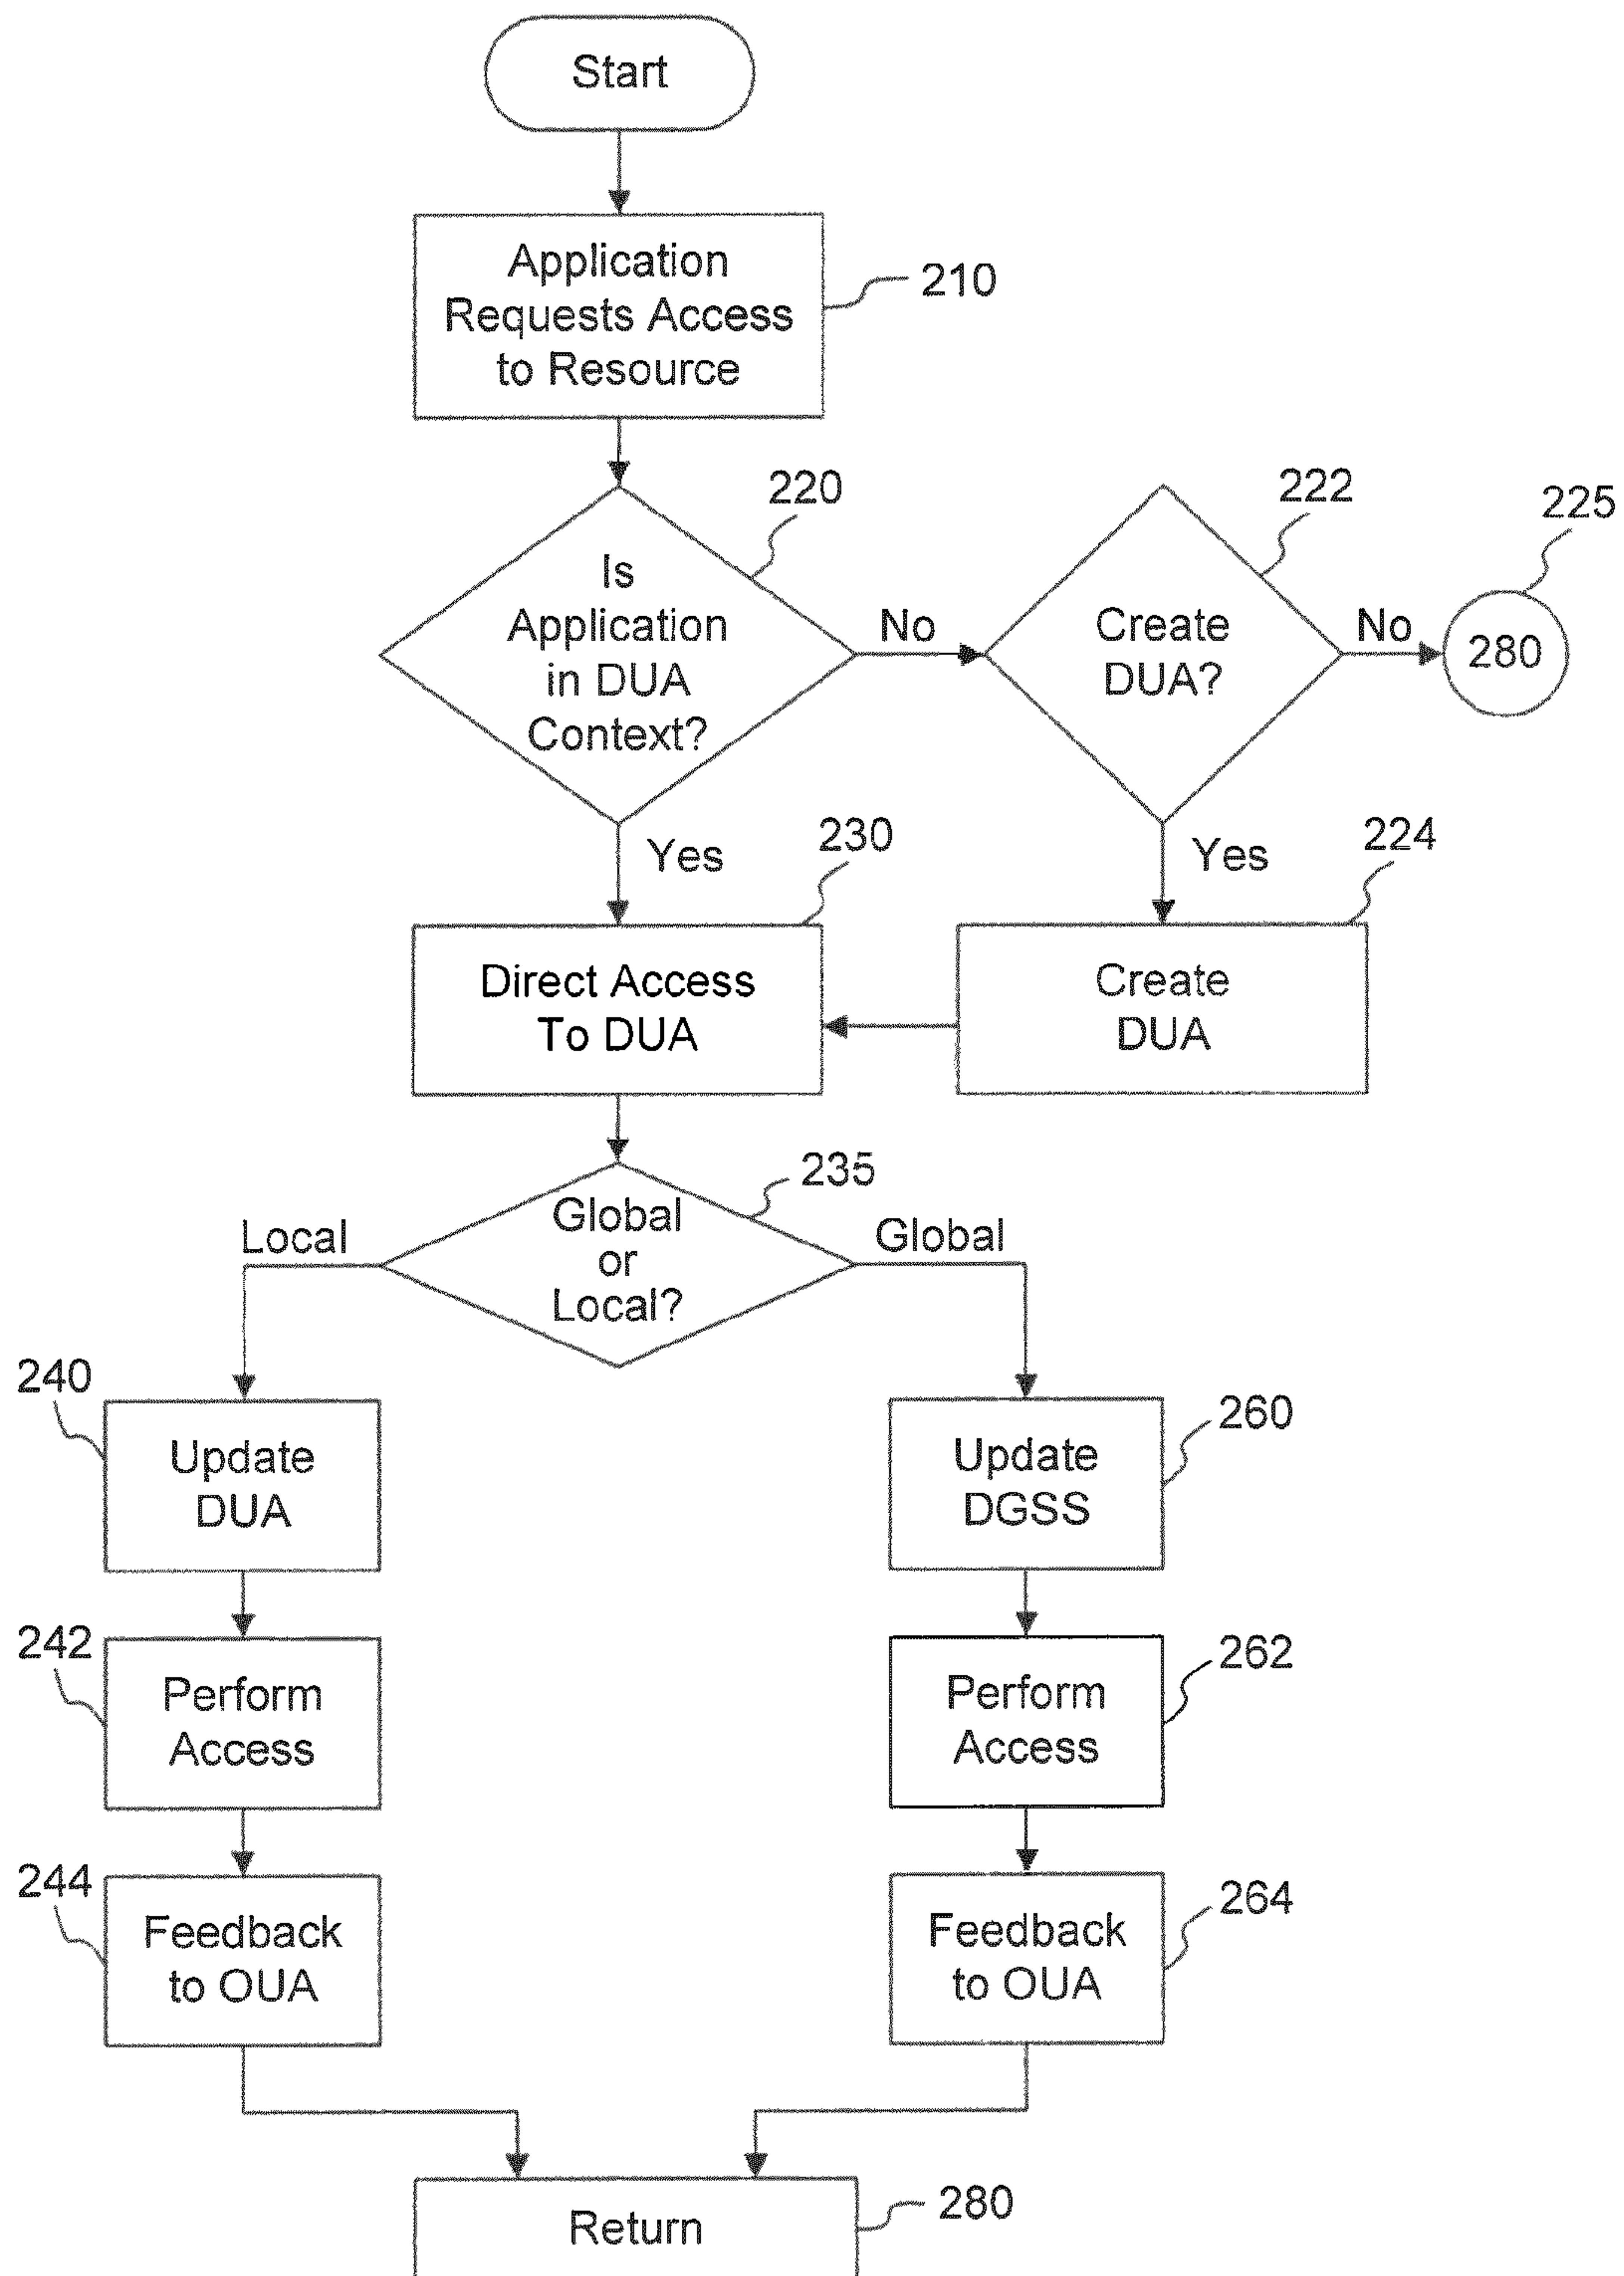 Start
Application
Requests Access
to Resource
210
220
Is
Application
in DUA
Context?
No
222
Create
DUA?
No
225
280
Yes
230
Direct Access
To DUA
Yes
224
Create
DUA
235
Global
or
Local?
Local
Global
240
Update
DUA
260
Update
DGSS
242
Perform
Access
262
Perform
Access
244
Feedback
to OUA
264
Feedback
to OUA
Return
280